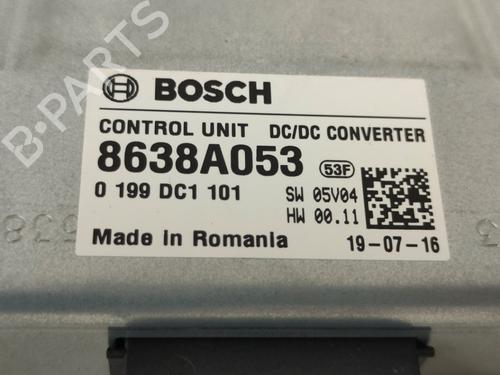 BOSCH
CONTROL UNIT DC/DC CONVERTER
8638A053 53F
0 199 DC1 101 SW 05V04
HW 00.11
Made in Romania 19-07-16
B-PARTS